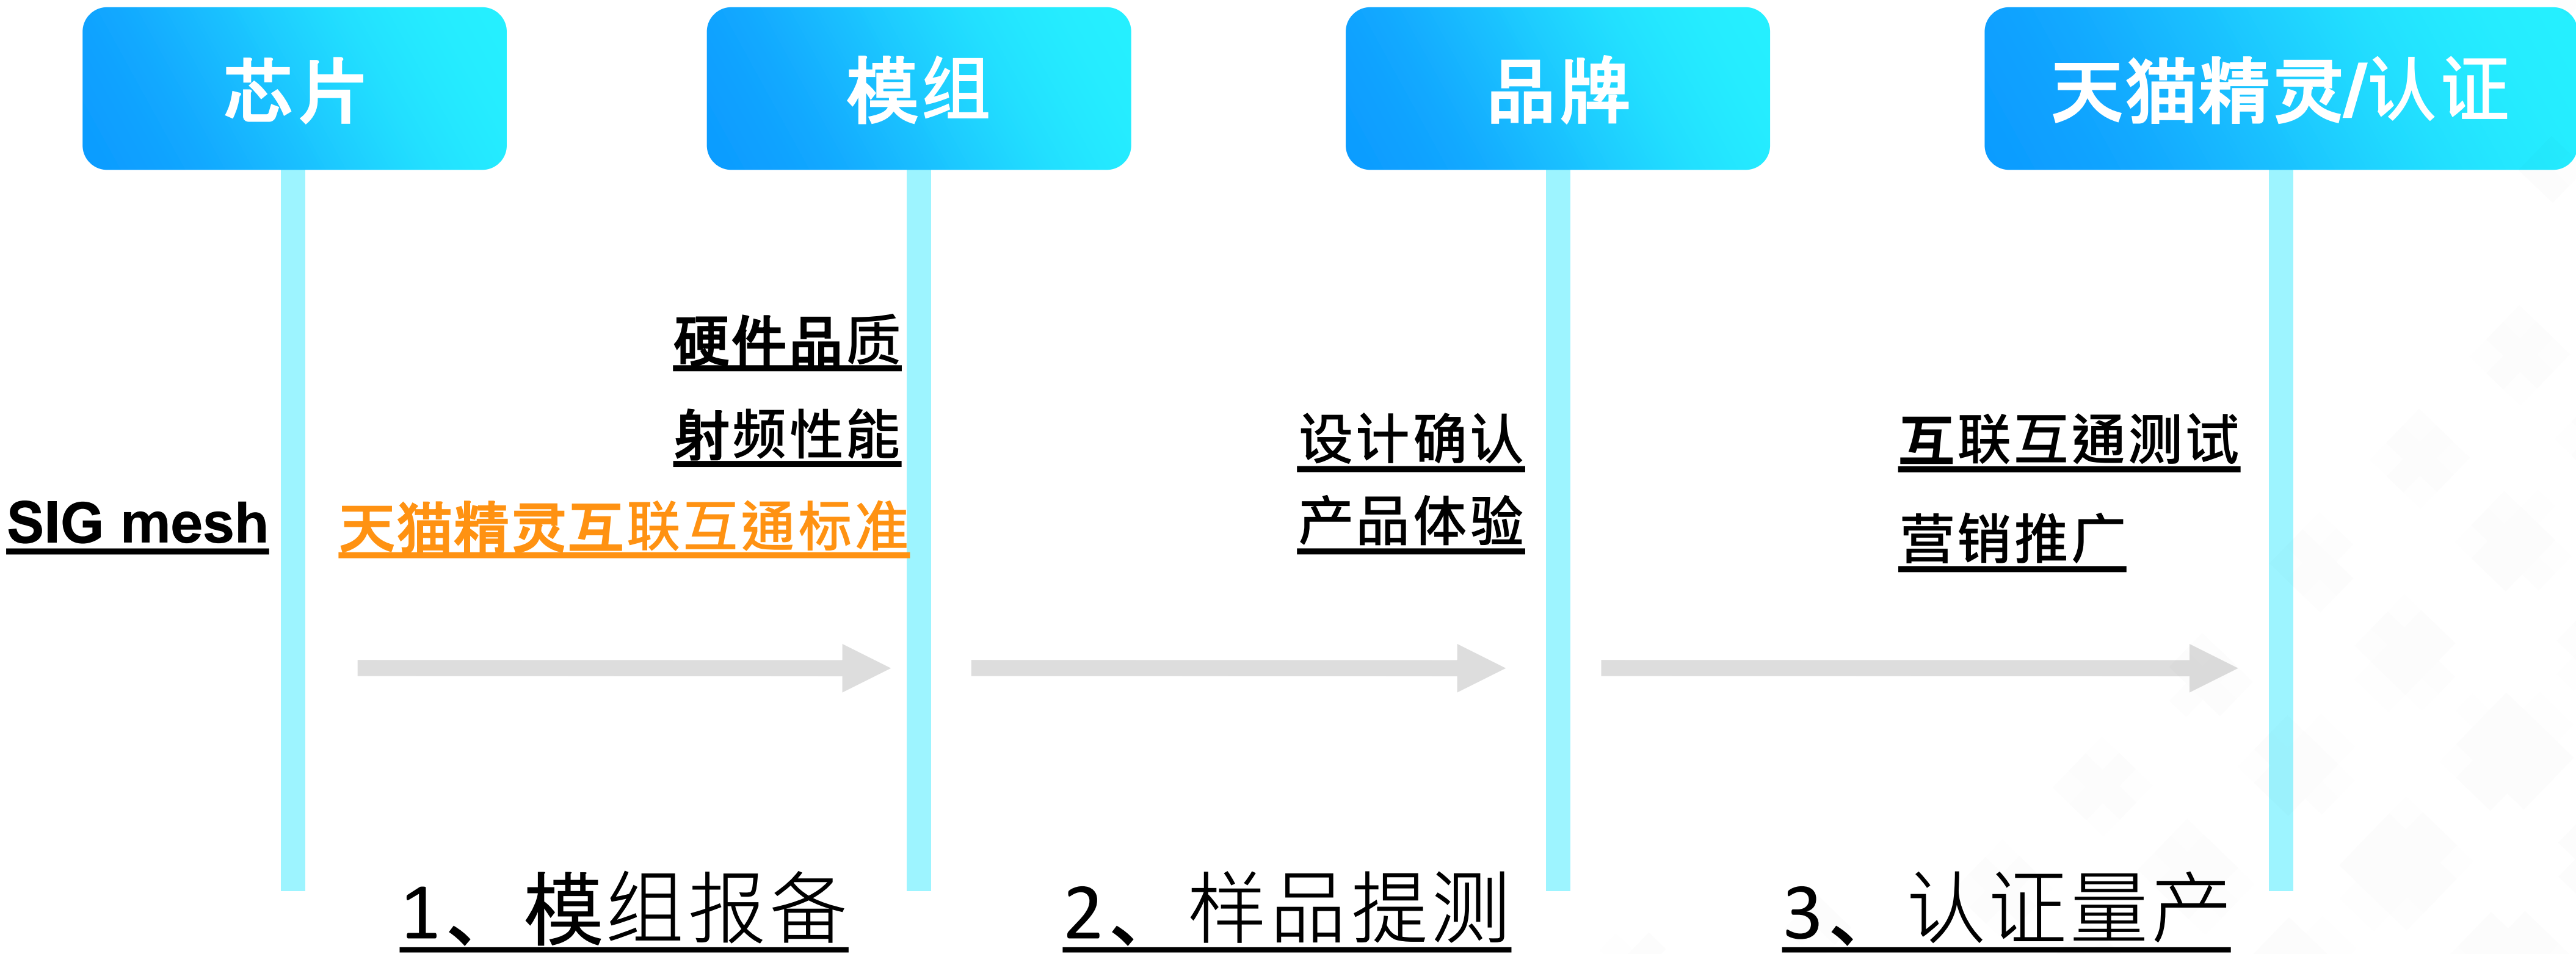 芯片
模组
品牌
天猫精灵/认证
SIG mesh
硬件品质
射频性能
天猫精灵互联互通标准
设计确认
产品体验
互联互通测试
营销推广
1、模组报备
2、样品提测
3、认证量产